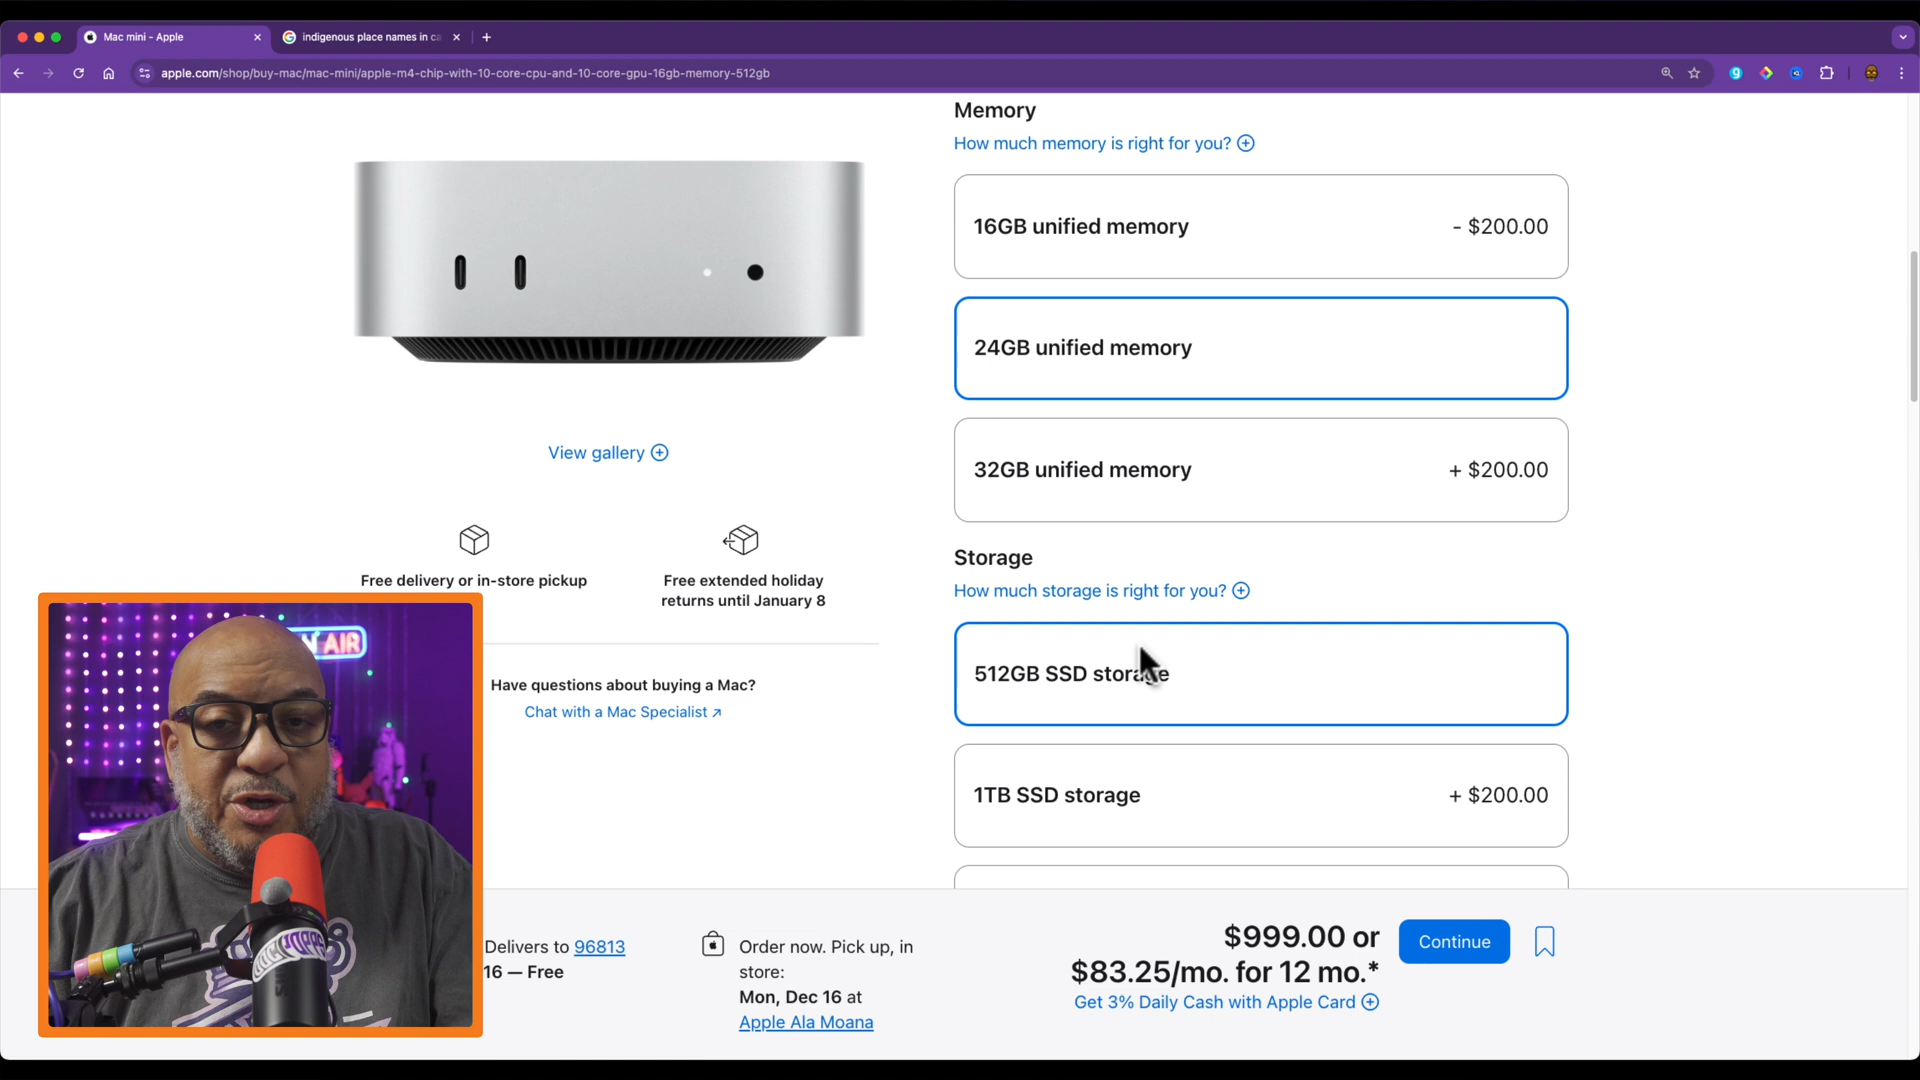 Mac mini - Apple
indigenous place names in ca
apple.com/shop/buy-mac/mac-mini/apple-m4-chip-with-10-core-cpu-and-10-core-gpu-16gb-memory-512gb
View gallery
Free delivery or in-store pickup
Free extended holiday
returns until January 8
Have questions about buying a Mac?
Chat with a Mac Specialist ↗
Memory
How much memory is right for you?
16GB unified memory
- $200.00
24GB unified memory
32GB unified memory
+ $200.00
Storage
How much storage is right for you?
512GB SSD storage
1TB SSD storage
+ $200.00
AIR
Delivers to 96813
16 — Free
Order now. Pick up, in
store:
Mon, Dec 16 at
Apple Ala Moana
$999.00 or
$83.25/mo. for 12 mo.*
Get 3% Daily Cash with Apple Card
Continue